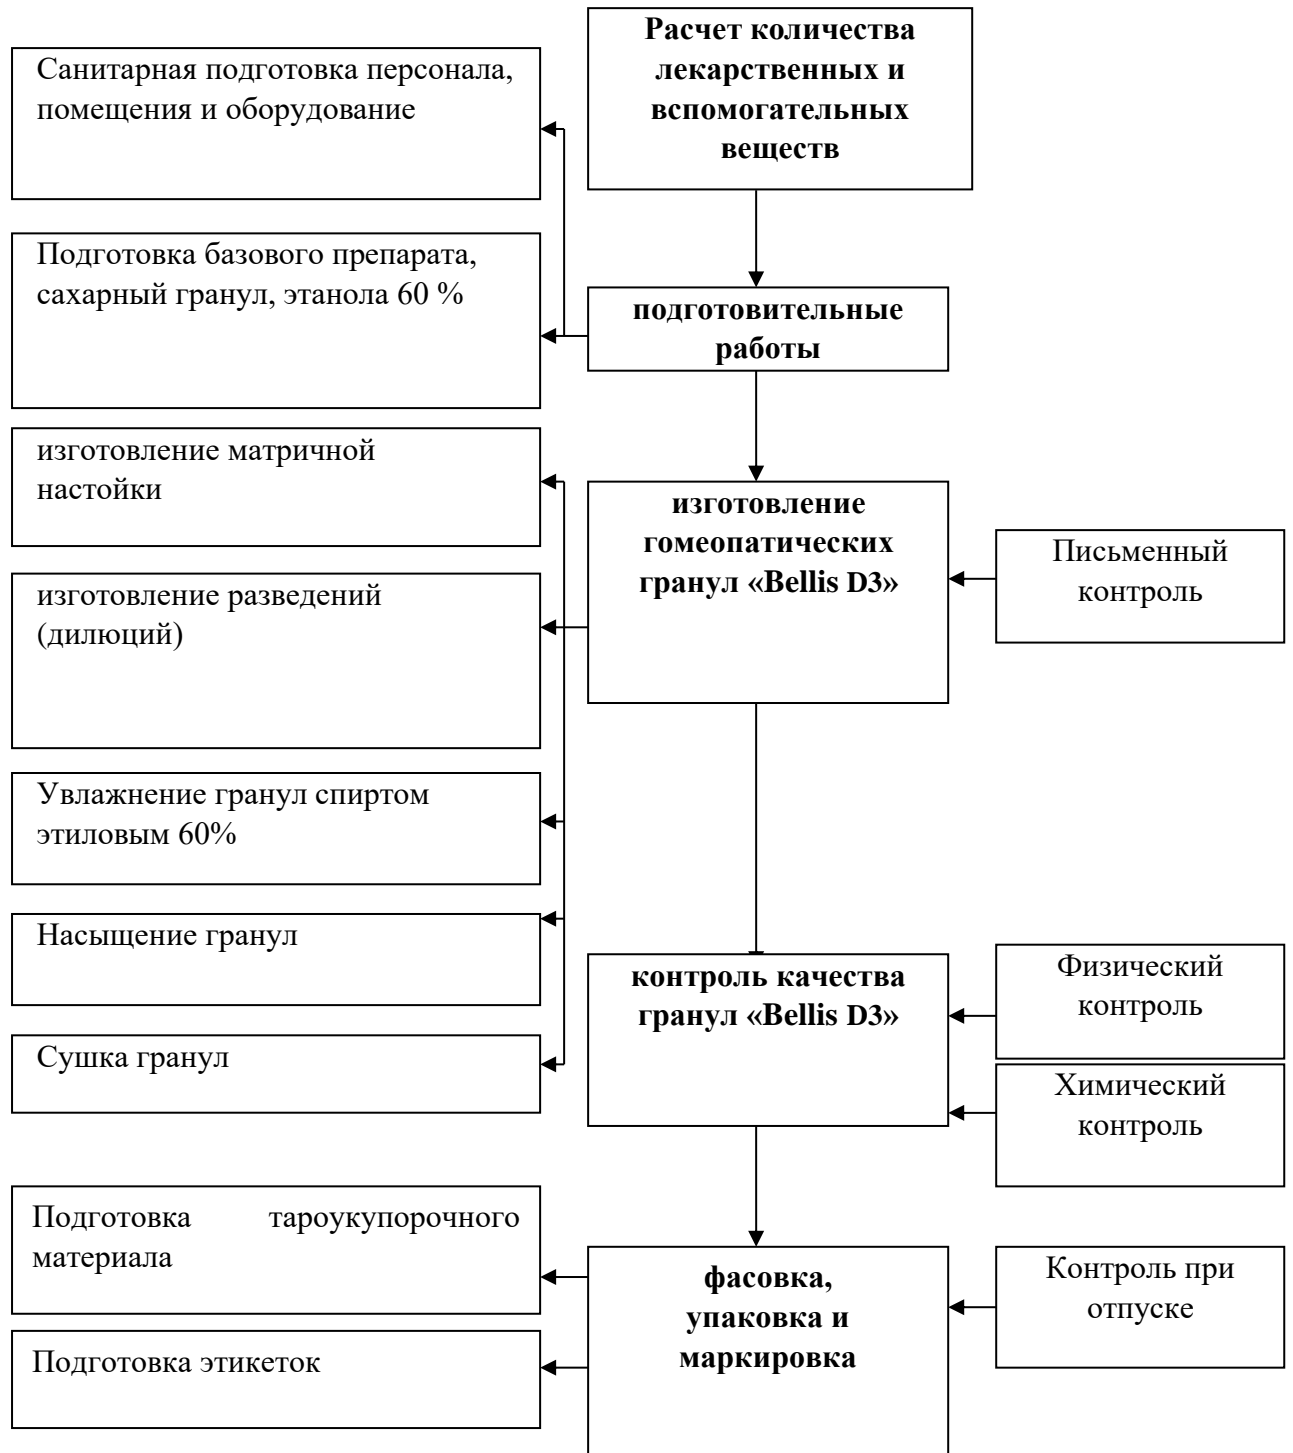 Расчет количества
лекарственных и
вспомогательных
веществ
Санитарная подготовка персонала,
помещения и оборудование
Подготовка базового препарата,
сахарный гранул, этанола 60 %
подготовительные
работы
изготовление матричной
настойки
изготовление разведений
(дилюций)
Увлажнение гранул спиртом
этиловым 60%
Насыщение гранул
Сушка гранул
изготовление
гомеопатических
гранул «Bellis D3»
Письменный
контроль
контроль качества
гранул «Bellis D3»
Физический
контроль
Химический
контроль
Подготовка тароукупорочного
материала
Подготовка этикеток
фасовка,
упаковка и
маркировка
Контроль при
отпуске